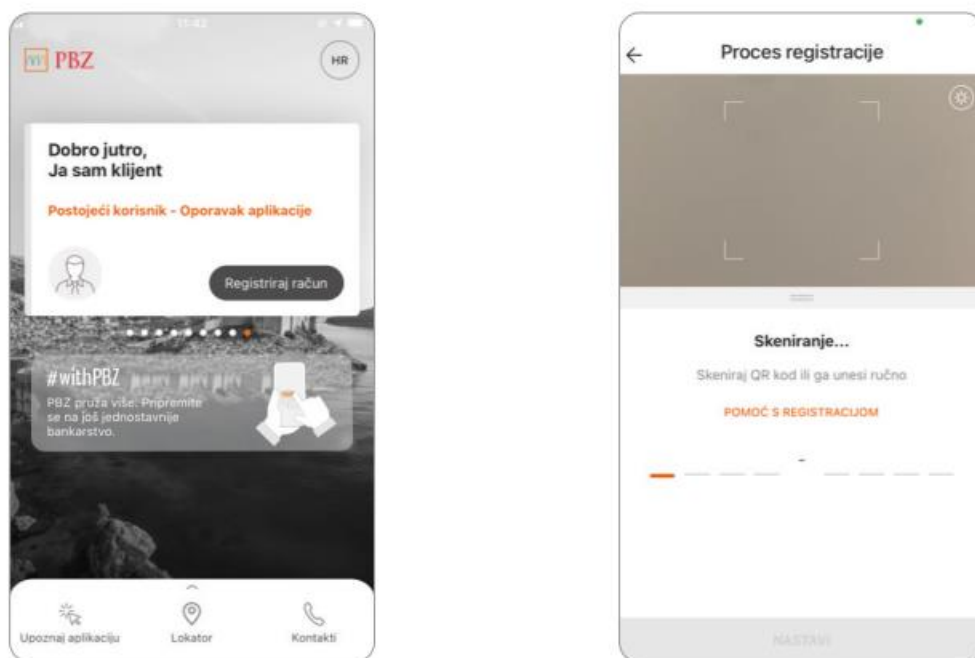 11:42
PBZ
HR
Dobro jutro,
Ja sam klijent
Postojeći korisnik - Oporavak aplikacije
Registriraj račun
#withPBZ
PBZ pruža više. Pripremite
se na još jednostavnije
bankarstvo.
Upoznaj aplikaciju
Lokator
Kontakti
Proces registracije
Skeniranje...
Skeniraj QR kod ili ga unesi ručno
POMOĆ S REGISTRACIJOM
-
NASTAVI